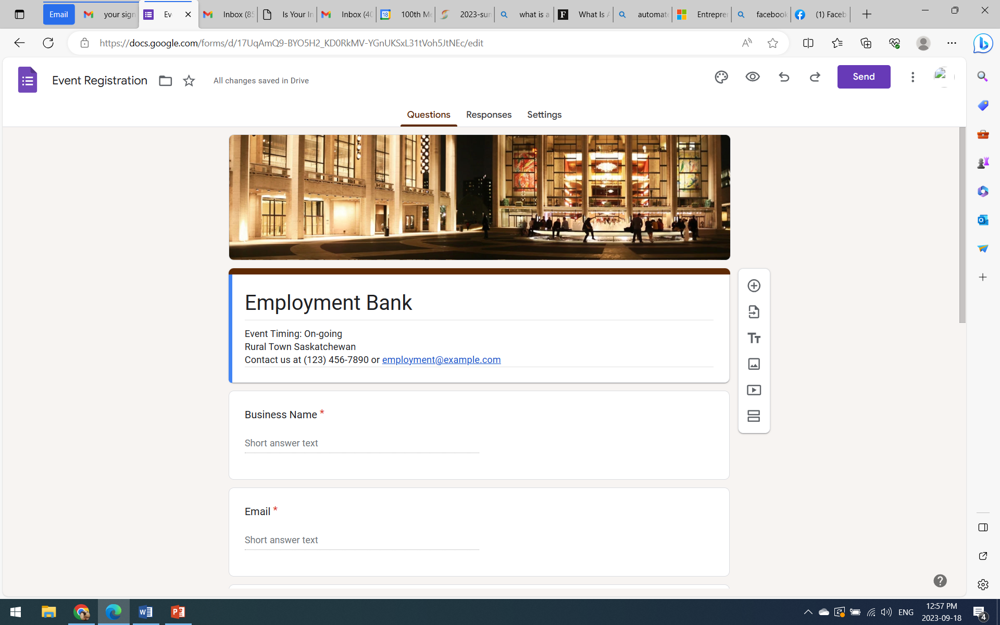 Email
your sign
Ev
Inbox (85
Is Your In
Inbox (40
18
100th Me
2023-sun
what is a
F
What Is A
automate
Entrepren
facebook
(1) Faceb
https://docs.google.com/forms/d/17UqAmQ9-BYO5H2_KD0RkMV-YGnUKSxL31tVoh5JtNEc/edit
Event Registration
All changes saved in Drive
Send
Questions
Responses
Settings
Employment Bank
Event Timing: On-going
Rural Town Saskatchewan
Contact us at (123) 456-7890 or employment@example.com
Business Name *
Short answer text
Email *
Short answer text
ENG
12:57 PM
2023-09-18
4